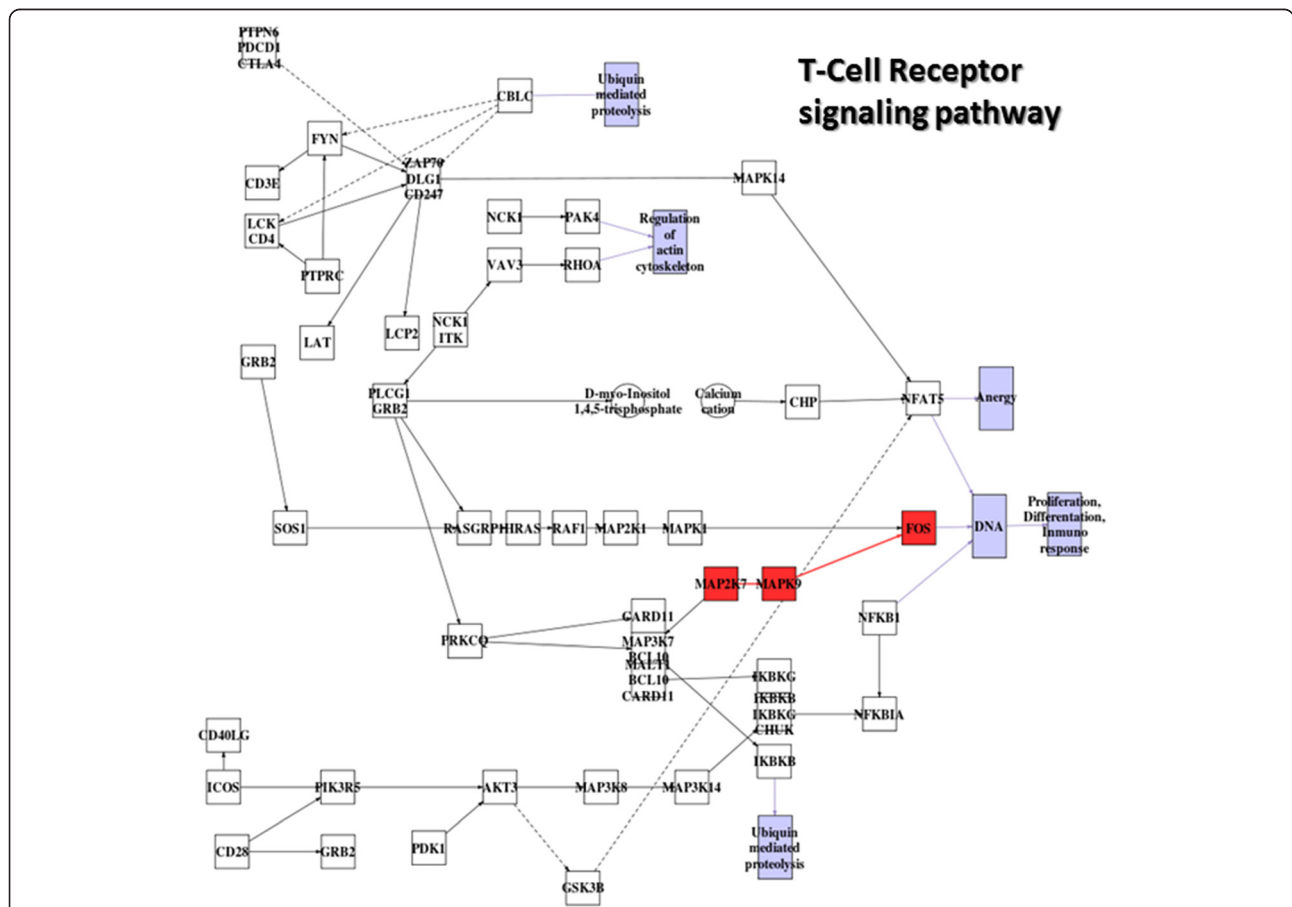 T-Cell Receptor
signaling pathway
PTPN6
PDCD1
CTLA4
CBLC
Ubiquin
mediated
proteolysis
FYN
CD3E
ZAP70
DLG1
CD247
MAPK14
LCK
CD4
PTPRC
NCK1
PAK4
Regulation
of
actin
cytoskeleton
VAV3
RHOA
LAT
LCP2
NCK1
ITK
GRB2
PLCG1
GRB2
D-myo-Inositol
1,4,5-trisphosphate
Calcium
cation
CHP
NFAT5
Anergy
SOS1
RASGRP1
HRAS
RAF1
MAP2K1
MAPK1
FOS
DNA
Proliferation,
Differentation,
Inmuno
response
MAP2K7
MAPK9
PRKCQ
CARD11
MAP3K7
BCL10
MALT1
BCL10
CARD11
NFKB1
IKBKG
IKBKB
IKBKG
CHUK
NFKBIA
IKBKB
CD40LG
ICOS
PIK3R5
AKT3
MAP3K8
MAP3K14
CD28
GRB2
PDK1
GSK3B
Ubiquin
mediated
proteolysis